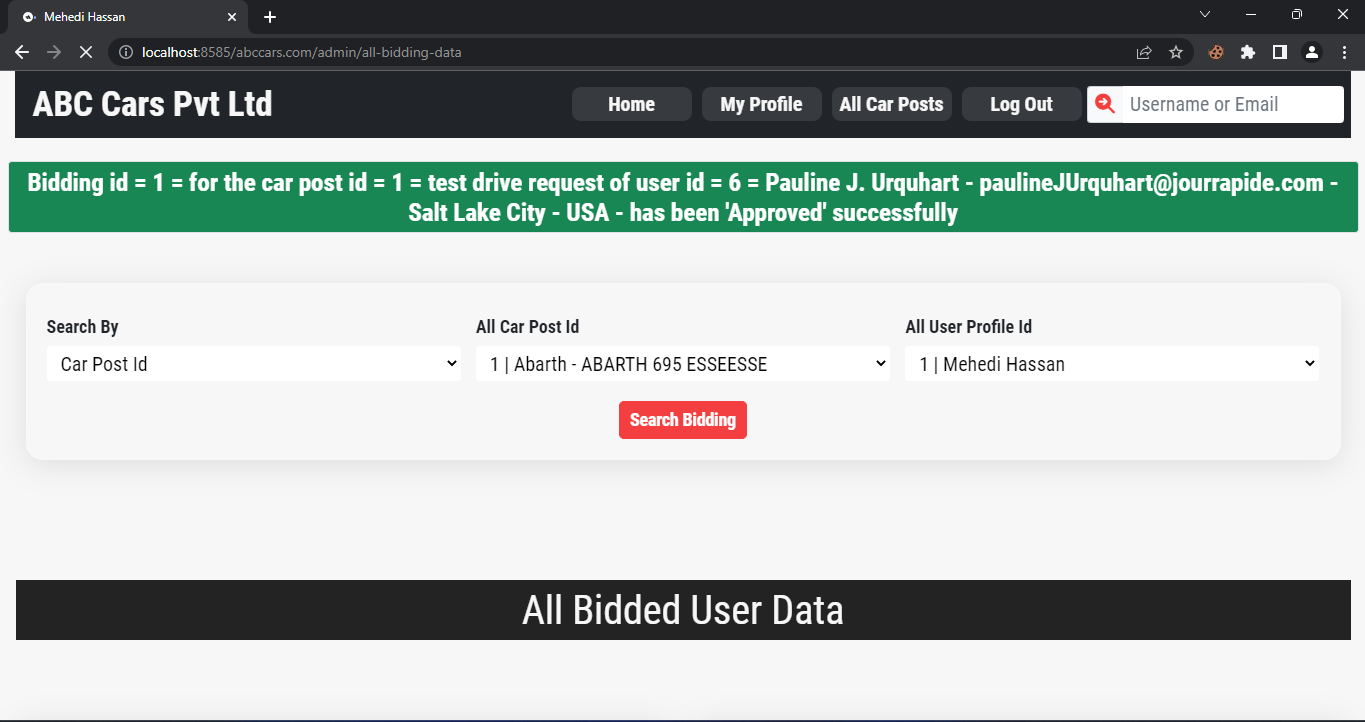 Mehedi Hassan
localhost:8585/abccars.com/admin/all-bidding-data
ABC Cars Pvt Ltd
Home
My Profile
All Car Posts
Log Out
Username or Email
Bidding id = 1 = for the car post id = 1 = test drive request of user id = 6 = Pauline J. Urquhart - paulineJUrquhart@jourrapide.com -
Salt Lake City - USA - has been 'Approved' successfully
Search By
All Car Post Id
All User Profile Id
Car Post Id
1 | Abarth - ABARTH 695 ESSEESSE
1 | Mehedi Hassan
Search Bidding
All Bidded User Data